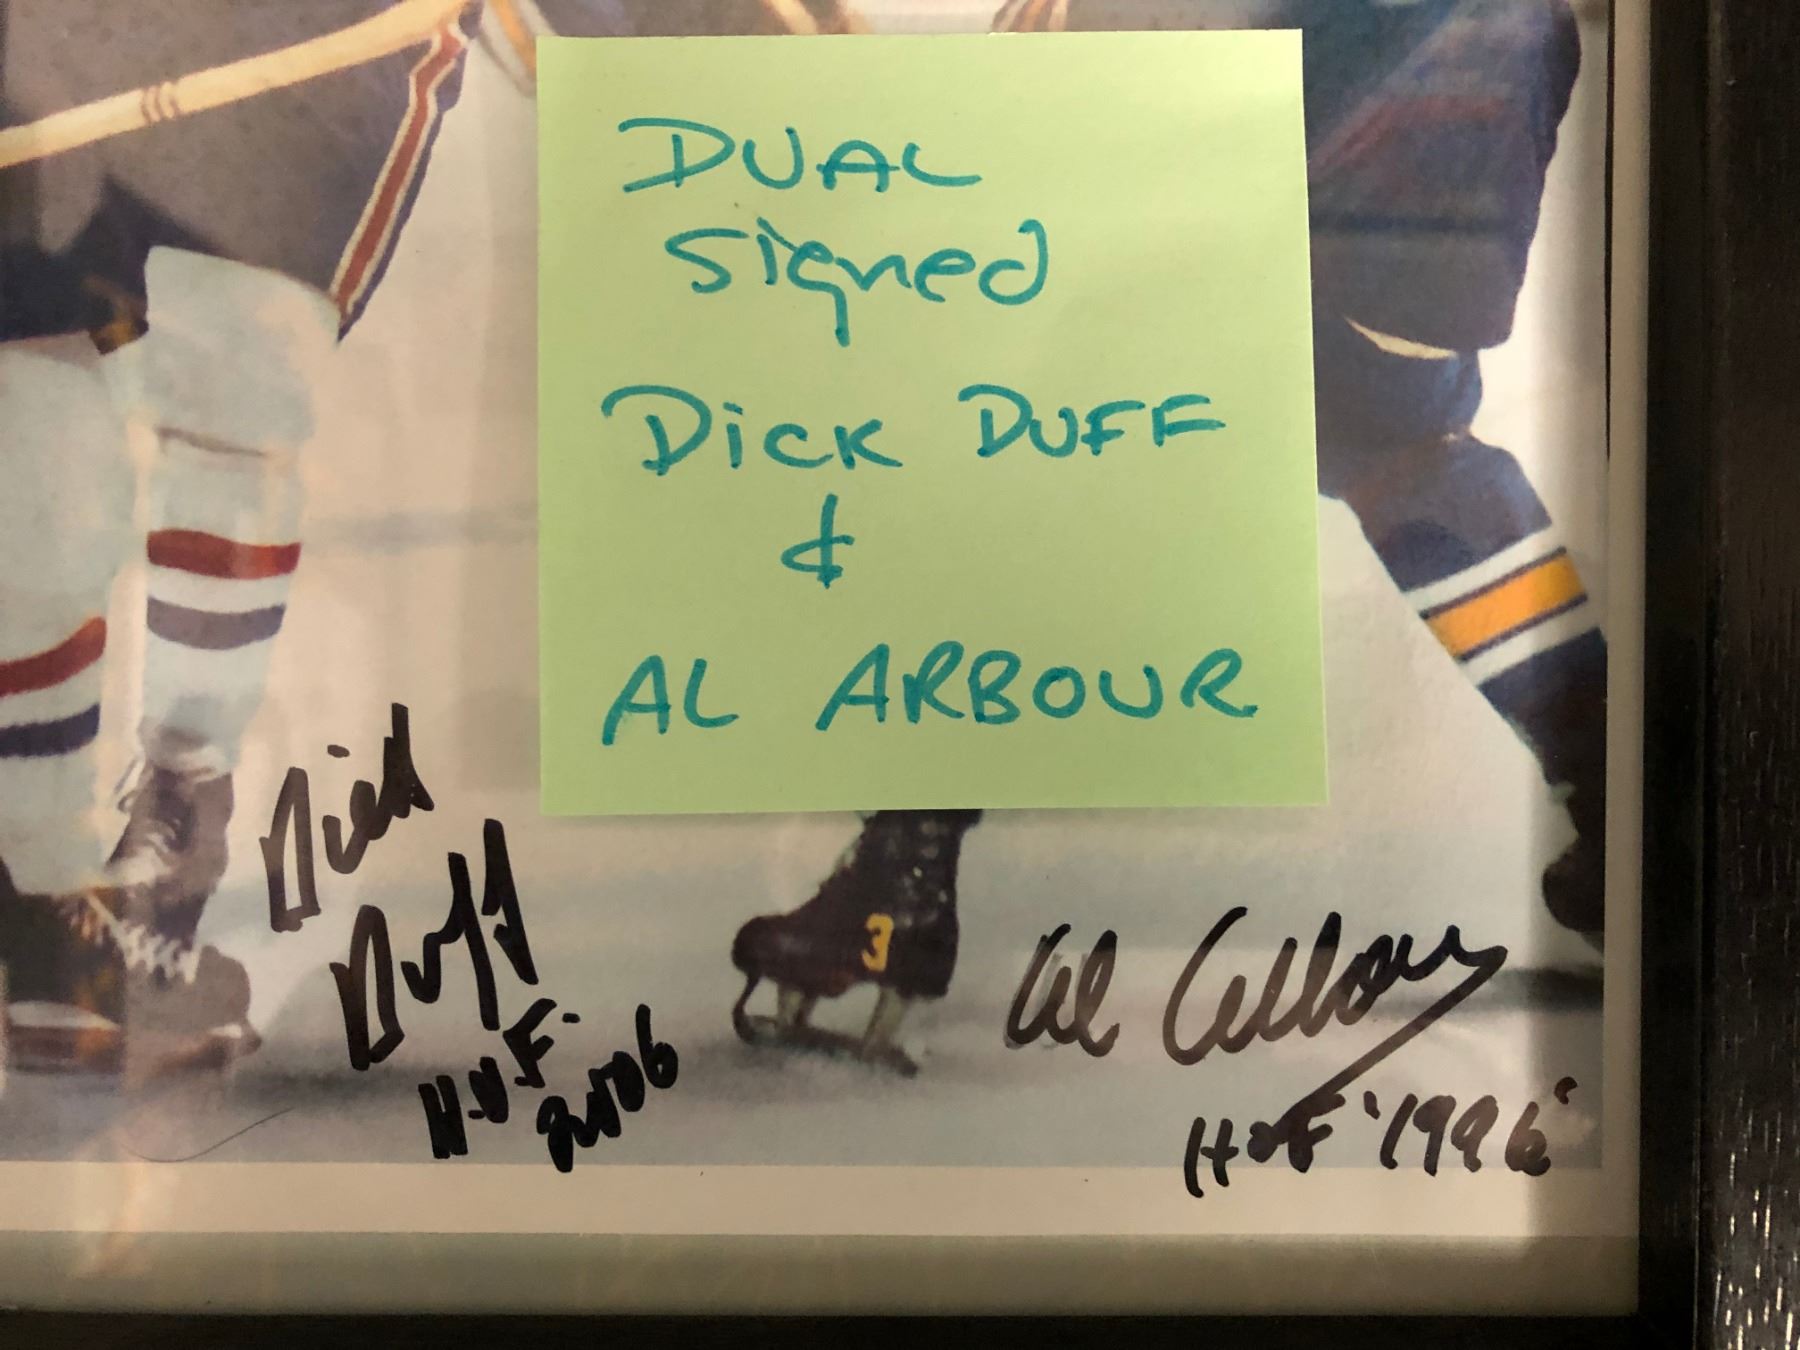 DUAL
signed
Dick DUFF
&
AL ARBOUR
Dick
Duff
H.O.F.
2006
3
Al Arbour
HOF '1996'